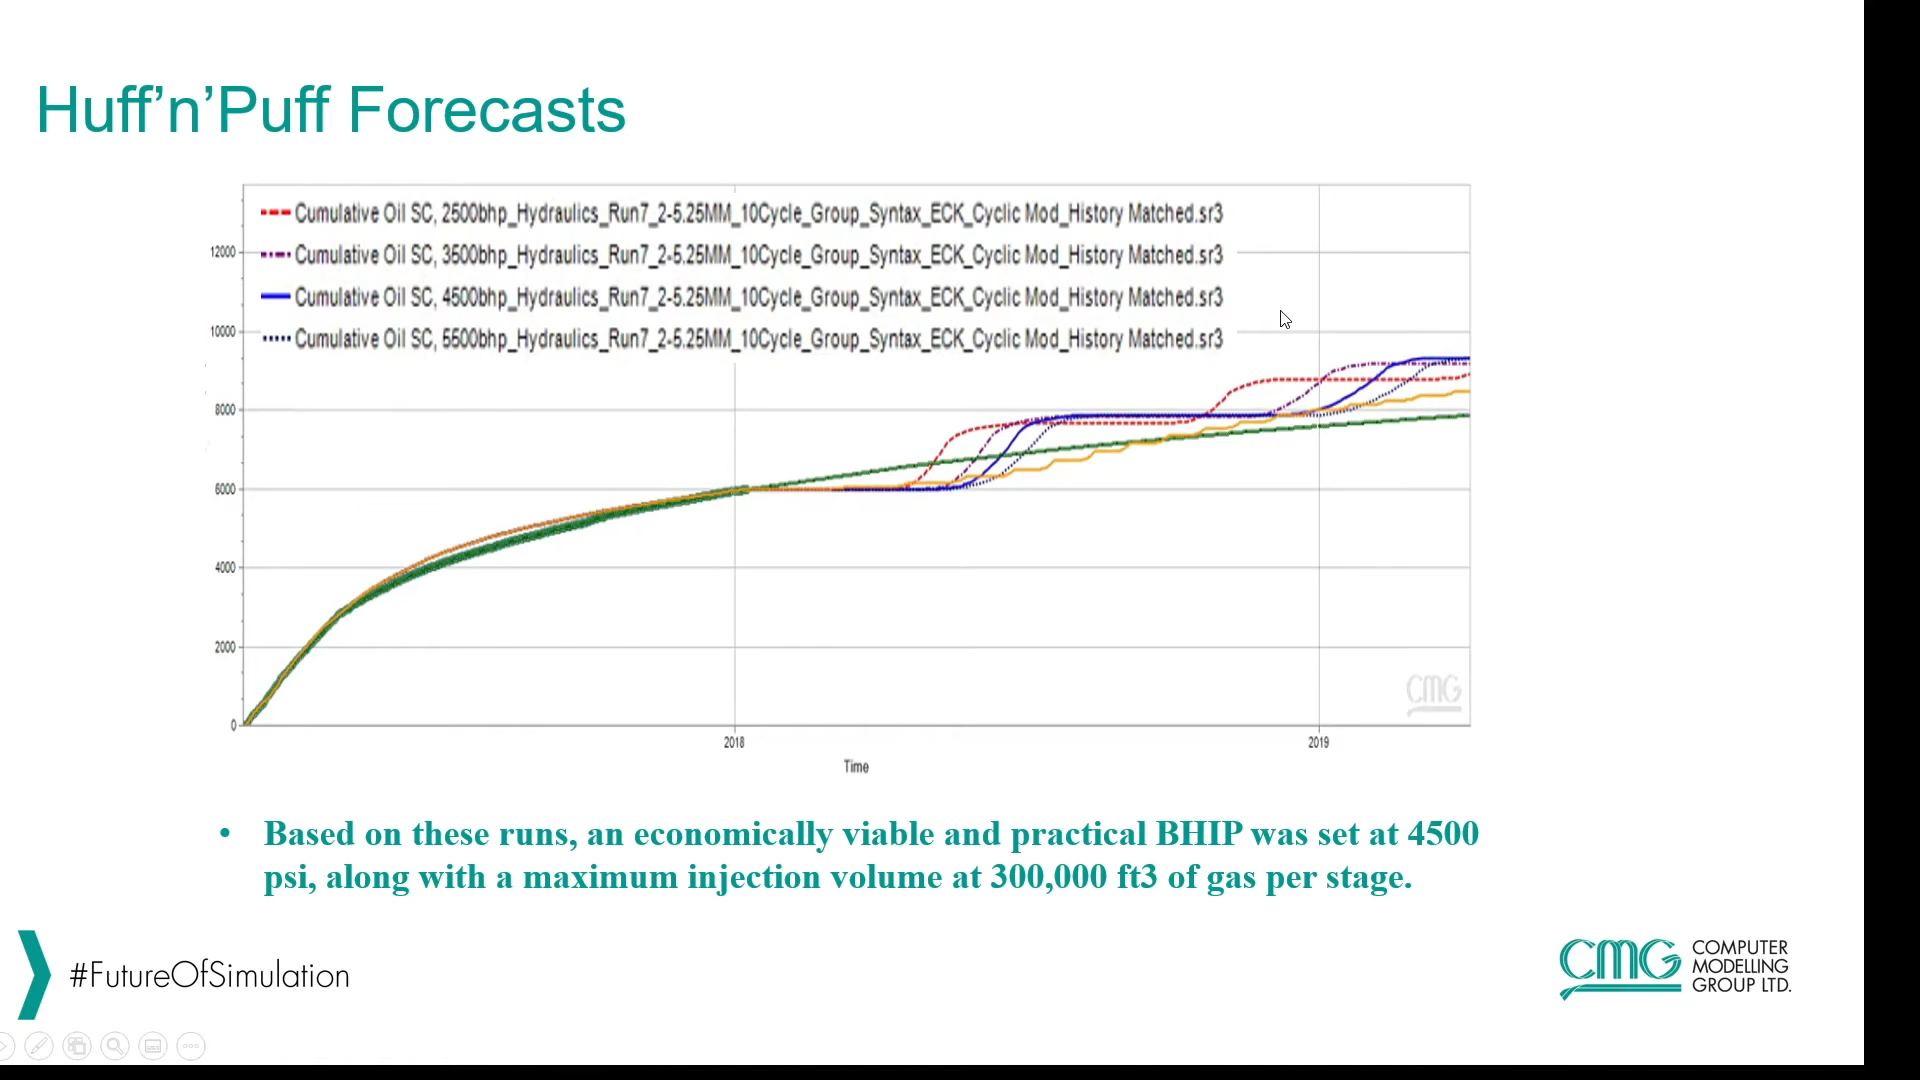 Huff’n’Puff Forecasts
Cumulative Oil SC, 2500bhp_Hydraulics_Run7_2-5.25MM_10Cycle_Group_Syntax_ECK_Cyclic Mod_History Matched.sr3
Cumulative Oil SC, 3500bhp_Hydraulics_Run7_2-5.25MM_10Cycle_Group_Syntax_ECK_Cyclic Mod_History Matched.sr3
Cumulative Oil SC, 4500bhp_Hydraulics_Run7_2-5.25MM_10Cycle_Group_Syntax_ECK_Cyclic Mod_History Matched.sr3
Cumulative Oil SC, 5500bhp_Hydraulics_Run7_2-5.25MM_10Cycle_Group_Syntax_ECK_Cyclic Mod_History Matched.sr3
12000
10000
8000
6000
4000
2000
0
CMG
2018
2019
Time
• Based on these runs, an economically viable and practical BHIP was set at 4500
psi, along with a maximum injection volume at 300,000 ft3 of gas per stage.
#FutureOfSimulation
CMG
COMPUTER
MODELLING
GROUP LTD.